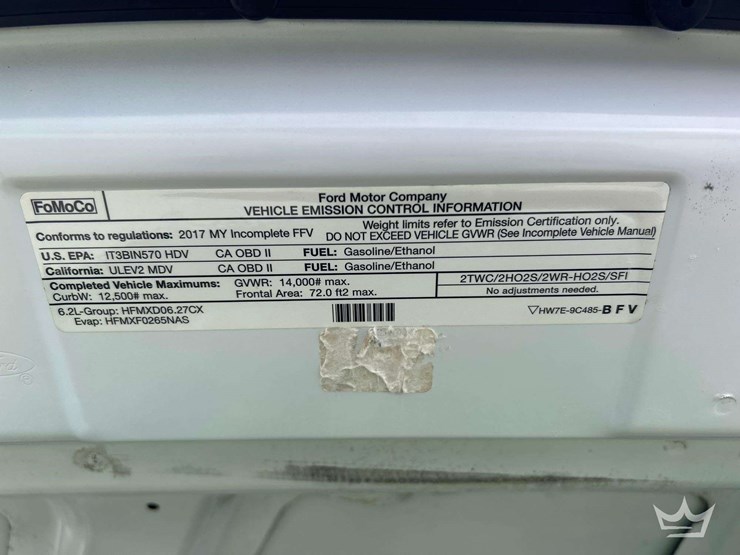 FoMoCo
Ford Motor Company
VEHICLE EMISSION CONTROL INFORMATION
Conforms to regulations: 2017 MY Incomplete FFV
Weight limits refer to Emission Certification only.
DO NOT EXCEED VEHICLE GVWR (See Incomplete Vehicle Manual)
U.S. EPA: IT3BIN570 HDV CA OBD II FUEL: Gasoline/Ethanol
California: ULEV2 MDV CA OBD II FUEL: Gasoline/Ethanol
Completed Vehicle Maximums: GVWR: 14,000# max.
CurbW: 12,500# max. Frontal Area: 72.0 ft2 max.
2TWC/2HO2S/2WR-HO2S/SFI
No adjustments needed.
6.2L-Group: HFMXD06.27CX
Evap: HFMXF0265NAS
▽HW7E-9C485-BFV